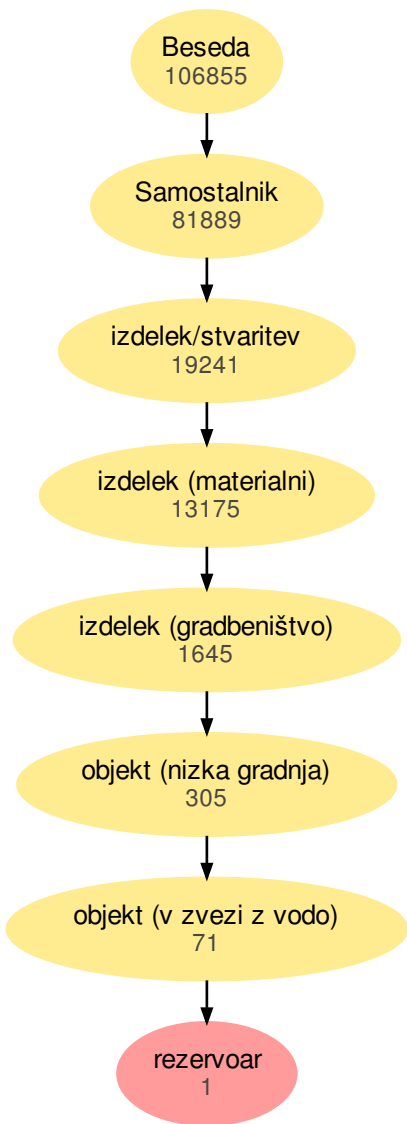 Beseda
106855
Samostalnik
81889
izdelek/stvaritev
19241
izdelek (materialni)
13175
izdelek (gradbeništvo)
1645
objekt (nizka gradnja)
305
objekt (v zvezi z vodo)
71
rezervoar
1